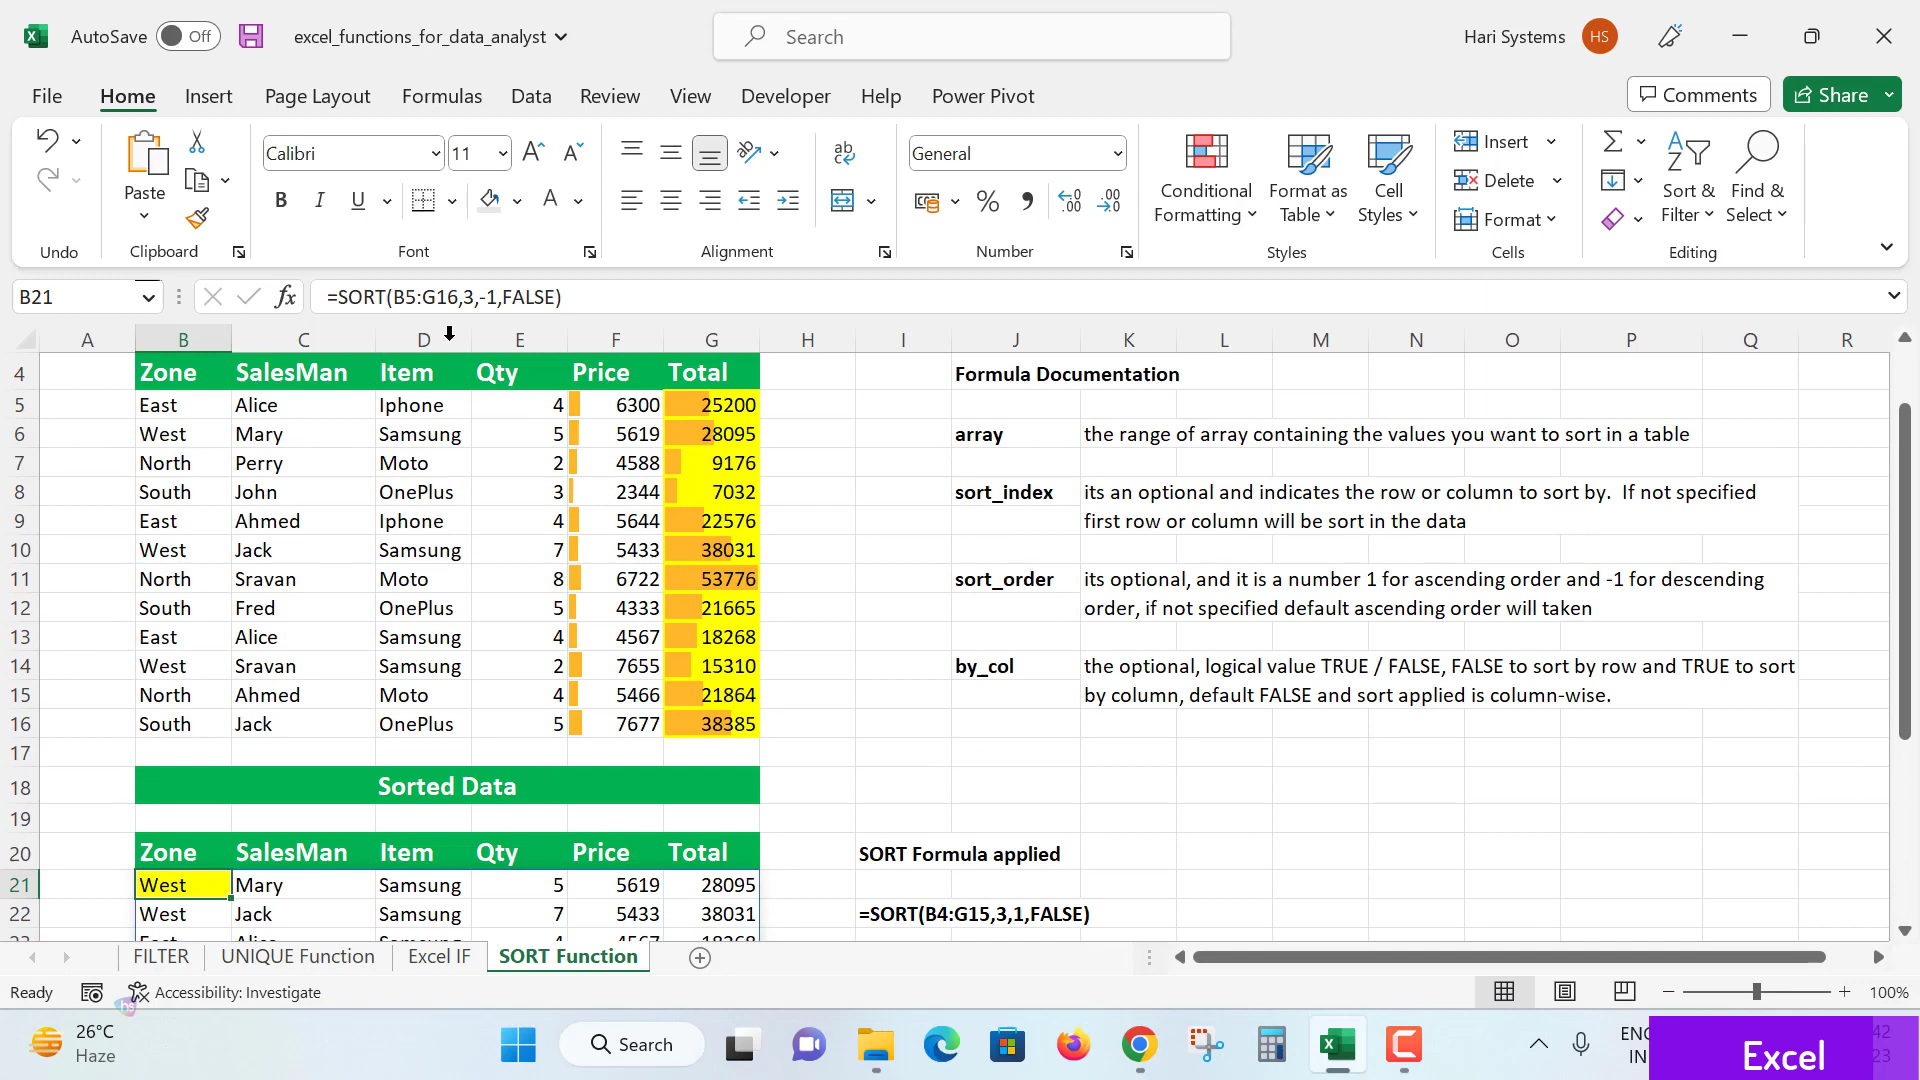 AutoSave Off excel_functions_for_data_analyst Search Hari Systems HS
File Home Insert Page Layout Formulas Data Review View Developer Help Power Pivot Comments Share
Calibri 11 General Insert
Paste Conditional Format as Cell Delete Sort & Find &
Formatting Table Styles Format Filter Select
Undo Clipboard Font Alignment Number Styles Cells Editing
B21 fx =SORT(B5:G16,3,-1,FALSE)
A B C D E F G H I J K L M N O P Q R
4 Zone SalesMan Item Qty Price Total Formula Documentation
5 East Alice Iphone 4 6300 25200
6 West Mary Samsung 5 5619 28095 array the range of array containing the values you want to sort in a table
7 North Perry Moto 2 4588 9176
8 South John OnePlus 3 2344 7032 sort_index its an optional and indicates the row or column to sort by. If not specified
9 East Ahmed Iphone 4 5644 22576 first row or column will be sort in the data
10 West Jack Samsung 7 5433 38031
11 North Sravan Moto 8 6722 53776 sort_order its optional, and it is a number 1 for ascending order and -1 for descending
12 South Fred OnePlus 5 4333 21665 order, if not specified default ascending order will taken
13 East Alice Samsung 4 4567 18268
14 West Sravan Samsung 2 7655 15310 by_col the optional, logical value TRUE / FALSE, FALSE to sort by row and TRUE to sort
15 North Ahmed Moto 4 5466 21864 by column, default FALSE and sort applied is column-wise.
16 South Jack OnePlus 5 7677 38385
17
18 Sorted Data
19
20 Zone SalesMan Item Qty Price Total SORT Formula applied
21 West Mary Samsung 5 5619 28095
22 West Jack Samsung 7 5433 38031 =SORT(B4:G15,3,1,FALSE)
FILTER UNIQUE Function Excel IF SORT Function
Ready Accessibility: Investigate 100%
26°C
Haze
Search
IN
Excel